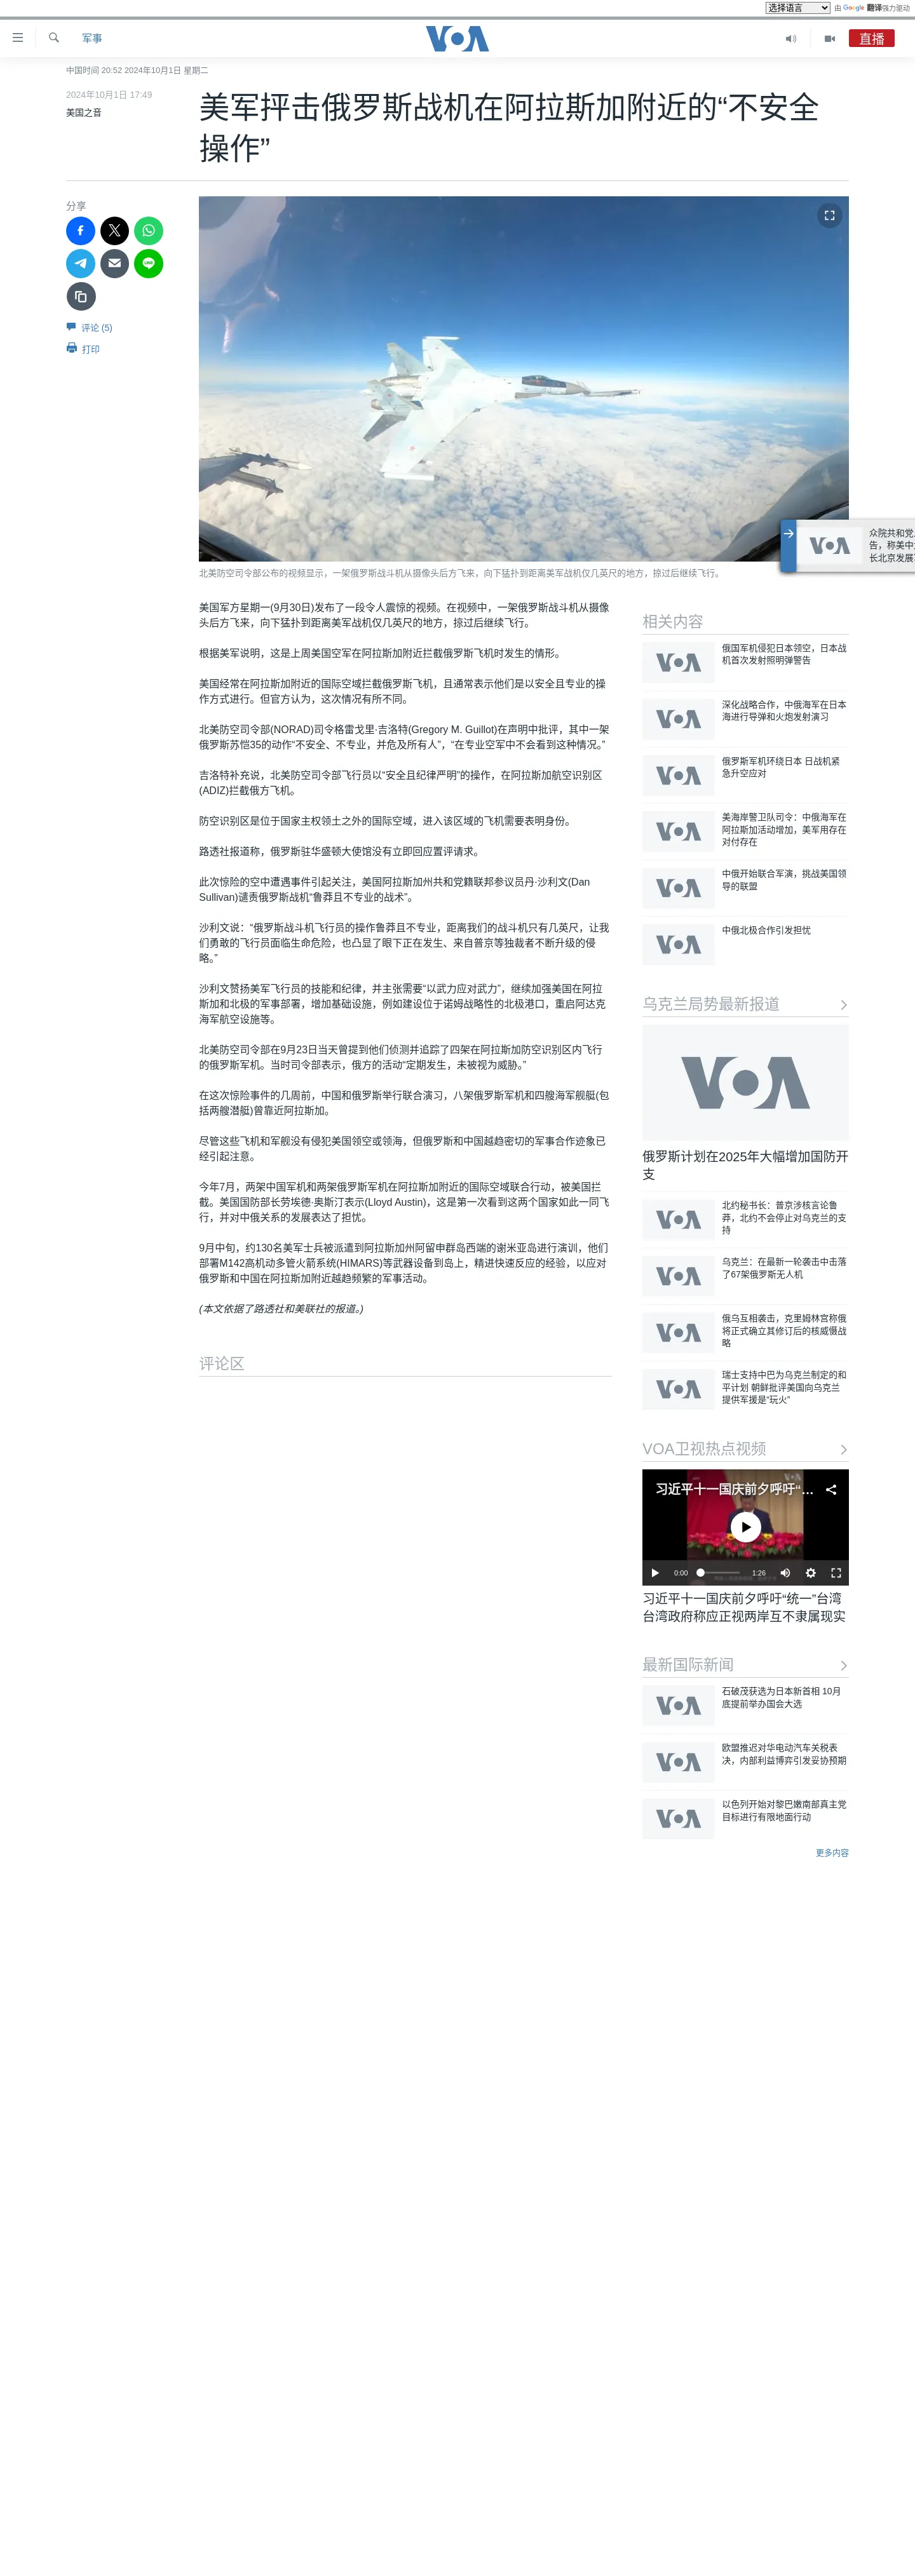 选择语言 由 Google 翻译强力驱动
军事
VOA
直播
中国时间 20:52 2024年10月1日 星期二
2024年10月1日 17:49
美国之音
美军抨击俄罗斯战机在阿拉斯加附近的“不安全
操作”
分享
评论 (5)
打印
北美防空司令部公布的视频显示，一架俄罗斯战斗机从摄像头后方飞来，向下猛扑到距离美军战机仅几英尺的地方，掠过后继续飞行。
VOA
众院共和党
告，称美中
长北京发展
美国军方星期一(9月30日)发布了一段令人震惊的视频。在视频中，一架俄罗斯战斗机从摄像
头后方飞来，向下猛扑到距离美军战机仅几英尺的地方，掠过后继续飞行。
根据美军说明，这是上周美国空军在阿拉斯加附近拦截俄罗斯飞机时发生的情形。
美国经常在阿拉斯加附近的国际空域拦截俄罗斯飞机，且通常表示他们是以安全且专业的操
作方式进行。但官方认为，这次情况有所不同。
北美防空司令部(NORAD)司令格雷戈里·吉洛特(Gregory M. Guillot)在声明中批评，其中一架
俄罗斯苏恺35的动作“不安全、不专业，并危及所有人”，“在专业空军中不会看到这种情况。”
吉洛特补充说，北美防空司令部飞行员以“安全且纪律严明”的操作，在阿拉斯加航空识别区
(ADIZ)拦截俄方飞机。
防空识别区是位于国家主权领土之外的国际空域，进入该区域的飞机需要表明身份。
路透社报道称，俄罗斯驻华盛顿大使馆没有立即回应置评请求。
此次惊险的空中遭遇事件引起关注，美国阿拉斯加州共和党籍联邦参议员丹·沙利文(Dan
Sullivan)谴责俄罗斯战机“鲁莽且不专业的战术”。
沙利文说：“俄罗斯战斗机飞行员的操作鲁莽且不专业，距离我们的战斗机只有几英尺，让我
们勇敢的飞行员面临生命危险，也凸显了眼下正在发生、来自普京等独裁者不断升级的侵
略。”
沙利文赞扬美军飞行员的技能和纪律，并主张需要“以武力应对武力”，继续加强美国在阿拉
斯加和北极的军事部署，增加基础设施，例如建设位于诺姆战略性的北极港口，重启阿达克
海军航空设施等。
北美防空司令部在9月23日当天曾提到他们侦测并追踪了四架在阿拉斯加防空识别区内飞行
的俄罗斯军机。当时司令部表示，俄方的活动“定期发生，未被视为威胁。”
在这次惊险事件的几周前，中国和俄罗斯举行联合演习，八架俄罗斯军机和四艘海军舰艇(包
括两艘潜艇)曾靠近阿拉斯加。
尽管这些飞机和军舰没有侵犯美国领空或领海，但俄罗斯和中国越趋密切的军事合作迹象已
经引起注意。
今年7月，两架中国军机和两架俄罗斯军机在阿拉斯加附近的国际空域联合行动，被美国拦
截。美国国防部长劳埃德·奥斯汀表示(Lloyd Austin)，这是第一次看到这两个国家如此一同飞
行，并对中俄关系的发展表达了担忧。
9月中旬，约130名美军士兵被派遣到阿拉斯加州阿留申群岛西端的谢米亚岛进行演训，他们
部署M142高机动多管火箭系统(HIMARS)等武器设备到岛上，精进快速反应的经验，以应对
俄罗斯和中国在阿拉斯加附近越趋频繁的军事活动。
(本文依据了路透社和美联社的报道。)
评论区
相关内容
VOA
俄国军机侵犯日本领空，日本战
机首次发射照明弹警告
VOA
深化战略合作，中俄海军在日本
海进行导弹和火炮发射演习
VOA
俄罗斯军机环绕日本 日战机紧
急升空应对
VOA
美海岸警卫队司令：中俄海军在
阿拉斯加活动增加，美军用存在
对付存在
VOA
中俄开始联合军演，挑战美国领
导的联盟
VOA
中俄北极合作引发担忧
乌克兰局势最新报道
VOA
俄罗斯计划在2025年大幅增加国防开
支
VOA
北约秘书长：普京涉核言论鲁
莽，北约不会停止对乌克兰的支
持
VOA
乌克兰：在最新一轮袭击中击落
了67架俄罗斯无人机
VOA
俄乌互相袭击，克里姆林宫称俄
将正式确立其修订后的核威慑战
略
VOA
瑞士支持中巴为乌克兰制定的和
平计划 朝鲜批评美国向乌克兰
提供军援是“玩火”
VOA卫视热点视频
VOA
习近平十一国庆前夕呼吁“...
0:00 1:26
习近平十一国庆前夕呼吁“统一”台湾
台湾政府称应正视两岸互不隶属现实
最新国际新闻
VOA
石破茂获选为日本新首相 10月
底提前举办国会大选
VOA
欧盟推迟对华电动汽车关税表
决，内部利益博弈引发妥协预期
VOA
以色列开始对黎巴嫩南部真主党
目标进行有限地面行动
更多内容